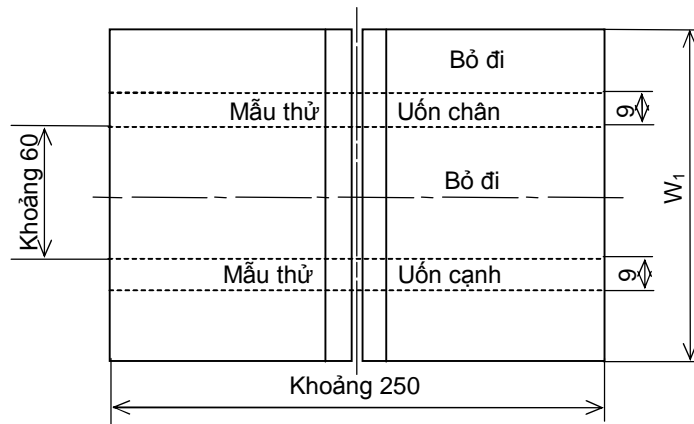 Bỏ đi
Mẫu thử Uốn chân
9
Khoảng 60
Bỏ đi
W₁
Mẫu thử Uốn cạnh
9
Khoảng 250